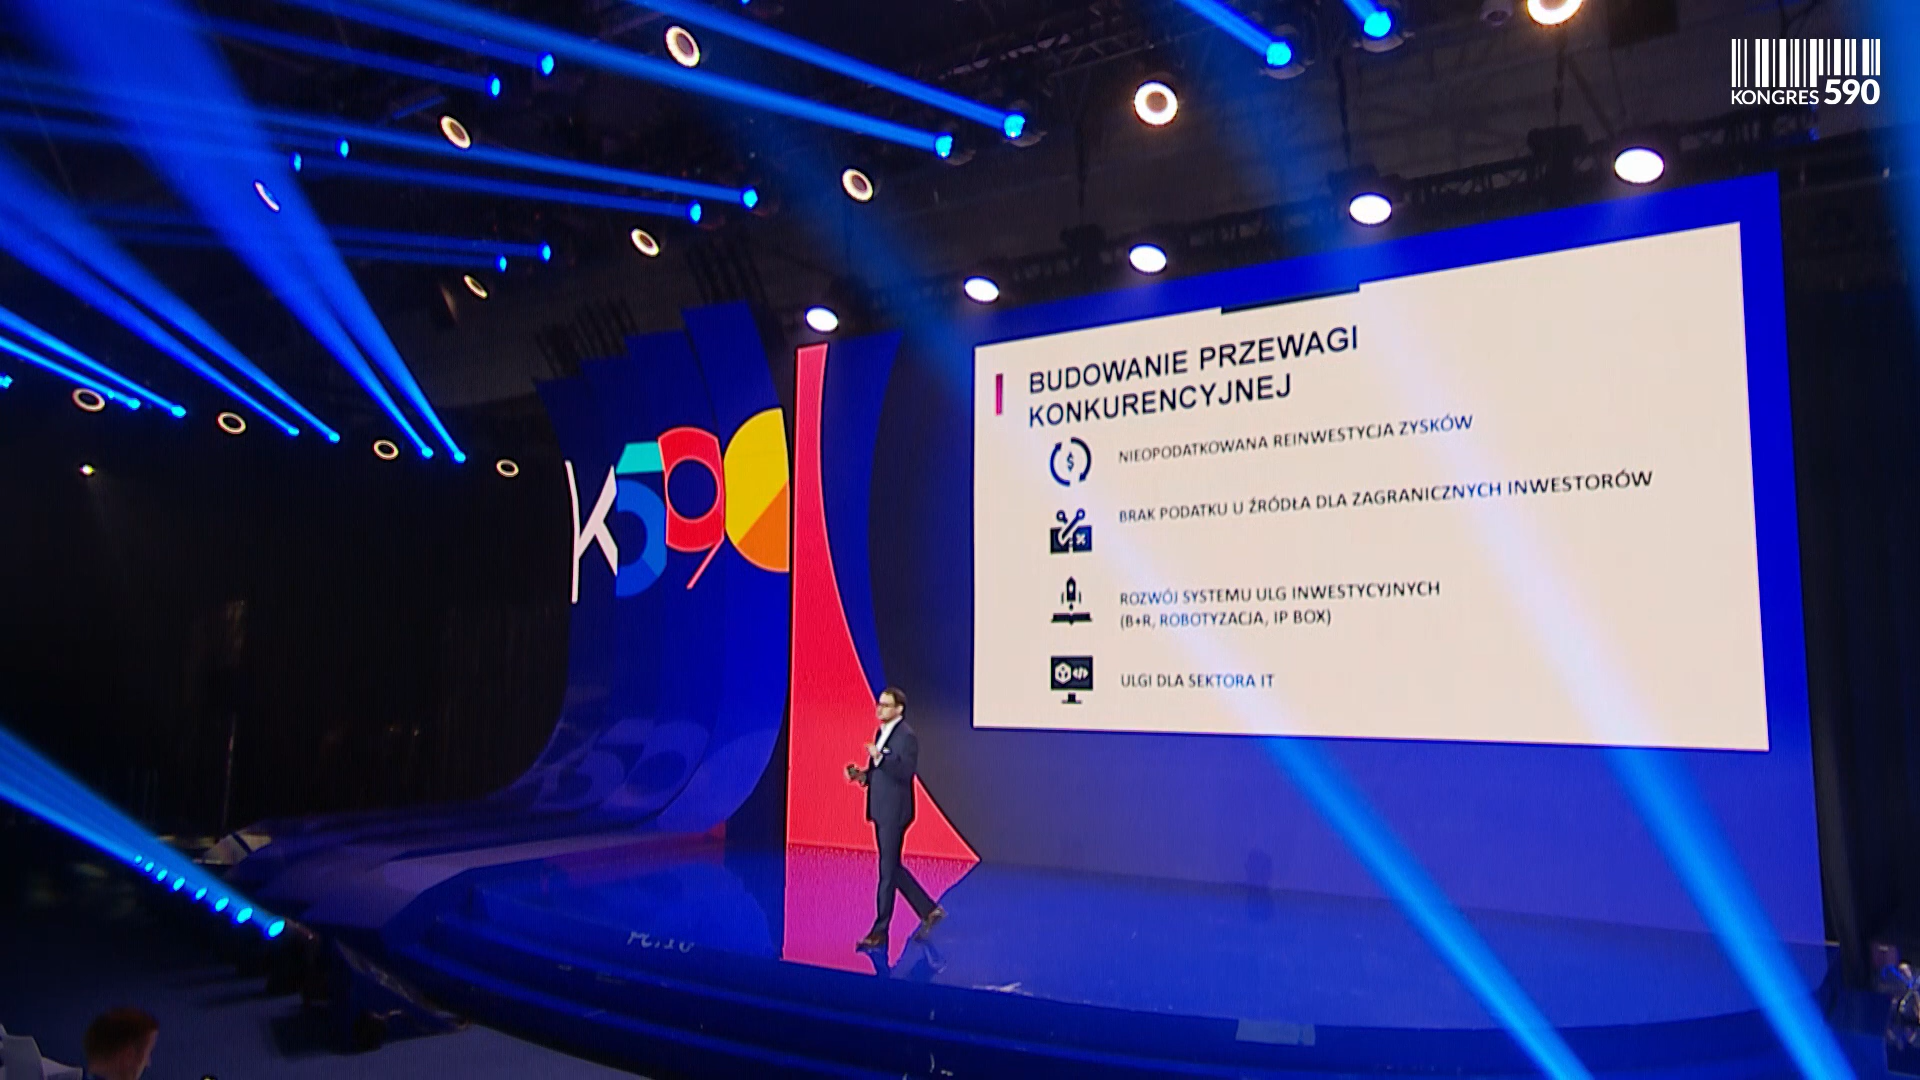 KONGRES 590
BUDOWANIE PRZEWAGI
KONKURENCYJNEJ
NIEOPODATKOWANA REINWESTYCJA ZYSKÓW
BRAK PODATKU U ŹRÓDŁA DLA ZAGRANICZNYCH INWESTORÓW
ROZWÓJ SYSTEMU ULG INWESTYCYJNYCH
(B+R, ROBOTYZACJA, IP BOX)
ULGI DLA SEKTORA IT
K590